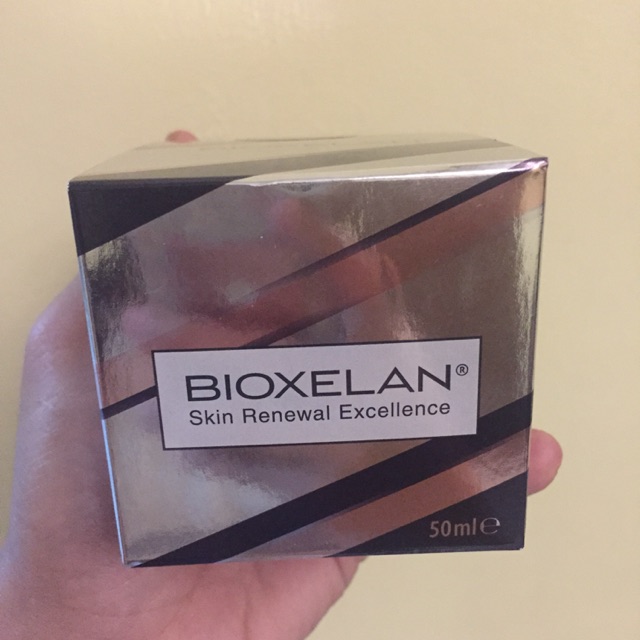 BIOXELAN®
Skin Renewal Excellence
50ml℮